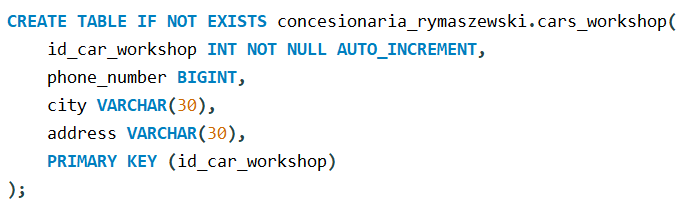 CREATE TABLE IF NOT EXISTS concesionaria_rymaszewski.cars_workshop(
    id_car_workshop INT NOT NULL AUTO_INCREMENT,
    phone_number BIGINT,
    city VARCHAR(30),
    address VARCHAR(30),
    PRIMARY KEY (id_car_workshop)
);